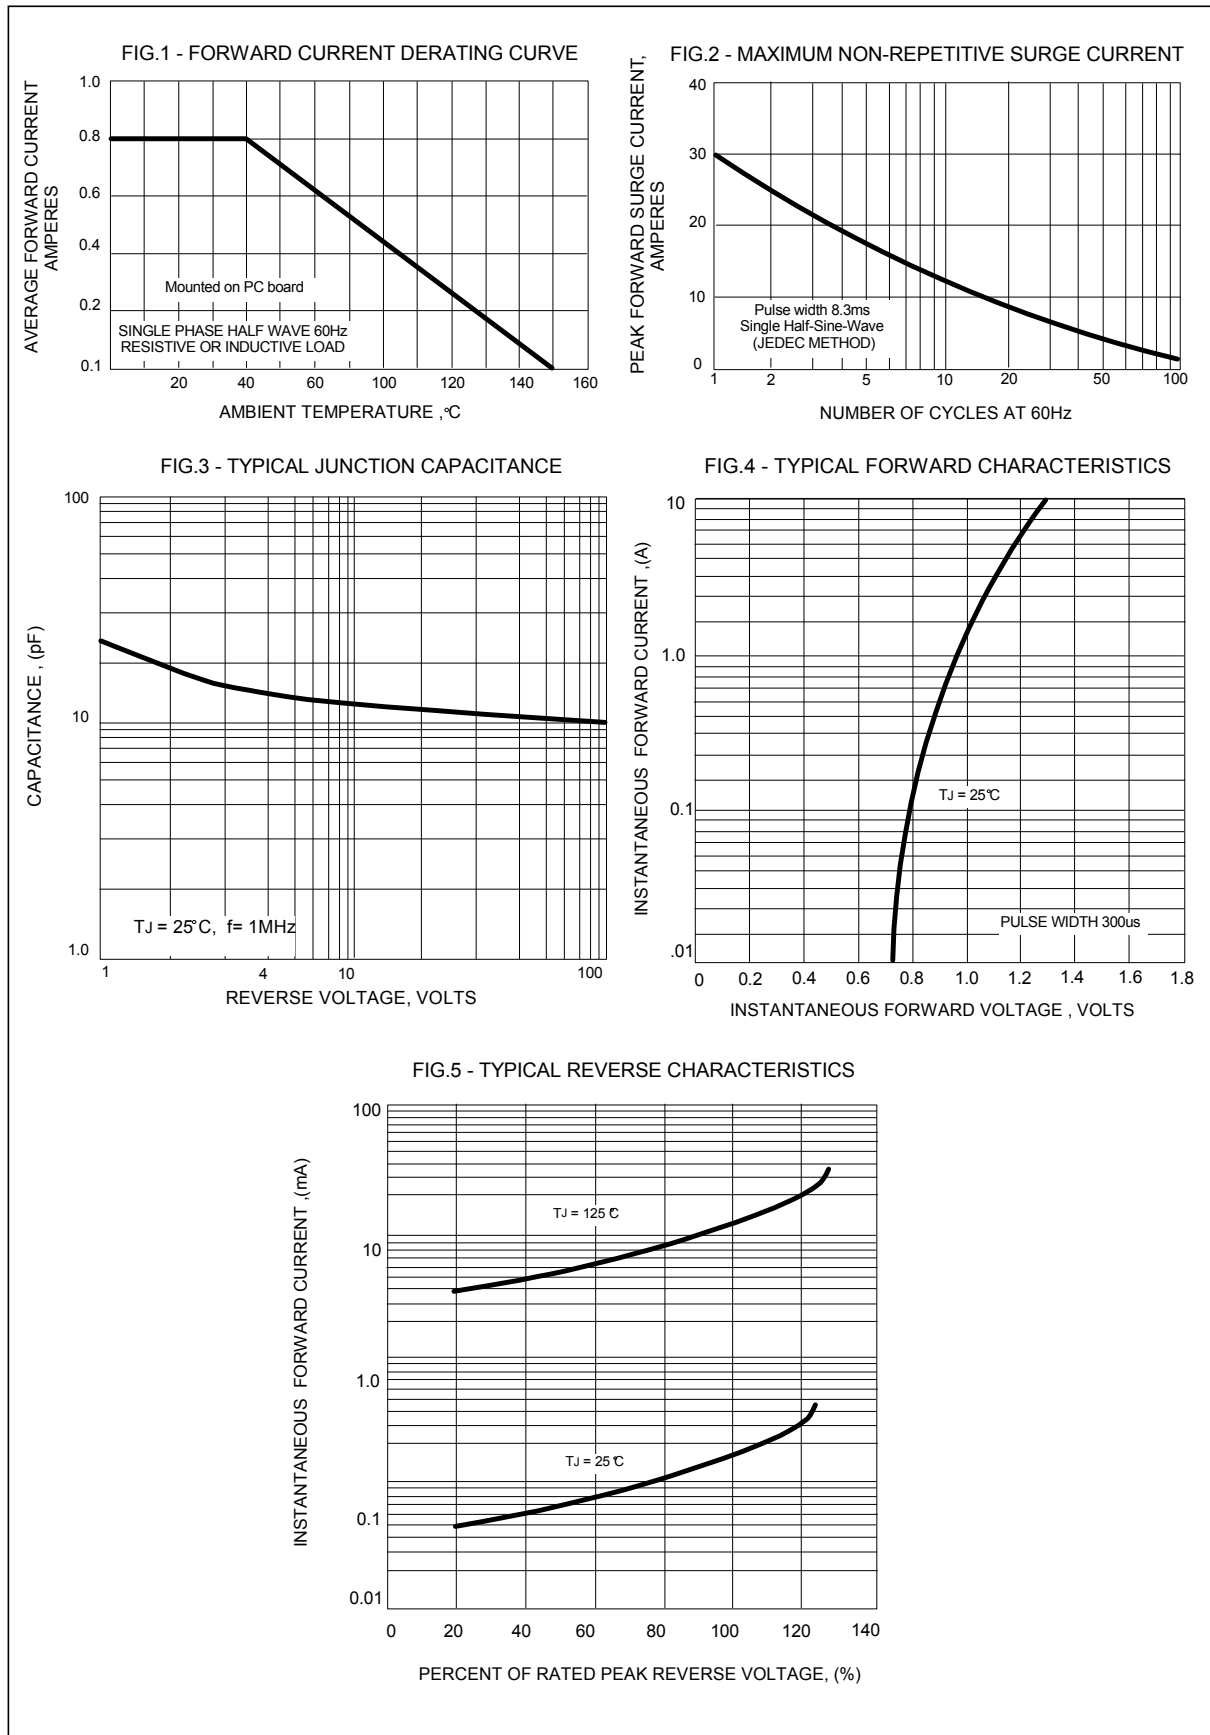 FIG.1 - FORWARD CURRENT DERATING CURVE
AVERAGE FORWARD CURRENT
AMPERES
1.0
0.8
0.6
0.4
0.2
0.1
Mounted on PC board
SINGLE PHASE HALF WAVE 60Hz
RESISTIVE OR INDUCTIVE LOAD
20 40 60 100 120 140 160
AMBIENT TEMPERATURE ,°C
FIG.2 - MAXIMUM NON-REPETITIVE SURGE CURRENT
PEAK FORWARD SURGE CURRENT,
AMPERES
40
30
20
10
0
Pulse width 8.3ms
Single Half-Sine-Wave
(JEDEC METHOD)
1 2 5 10 20 50 100
NUMBER OF CYCLES AT 60Hz
FIG.3 - TYPICAL JUNCTION CAPACITANCE
CAPACITANCE , (pF)
100
10
1.0
TJ = 25°C, f= 1MHz
1 4 10 100
REVERSE VOLTAGE, VOLTS
FIG.4 - TYPICAL FORWARD CHARACTERISTICS
INSTANTANEOUS FORWARD CURRENT ,(A)
10
1.0
0.1
.01
TJ = 25°C
PULSE WIDTH 300us
0 0.2 0.4 0.6 0.8 1.0 1.2 1.4 1.6 1.8
INSTANTANEOUS FORWARD VOLTAGE , VOLTS
FIG.5 - TYPICAL REVERSE CHARACTERISTICS
INSTANTANEOUS FORWARD CURRENT ,(mA)
100
10
1.0
0.1
0.01
TJ = 125°C
TJ = 25°C
0 20 40 60 80 100 120 140
PERCENT OF RATED PEAK REVERSE VOLTAGE, (%)